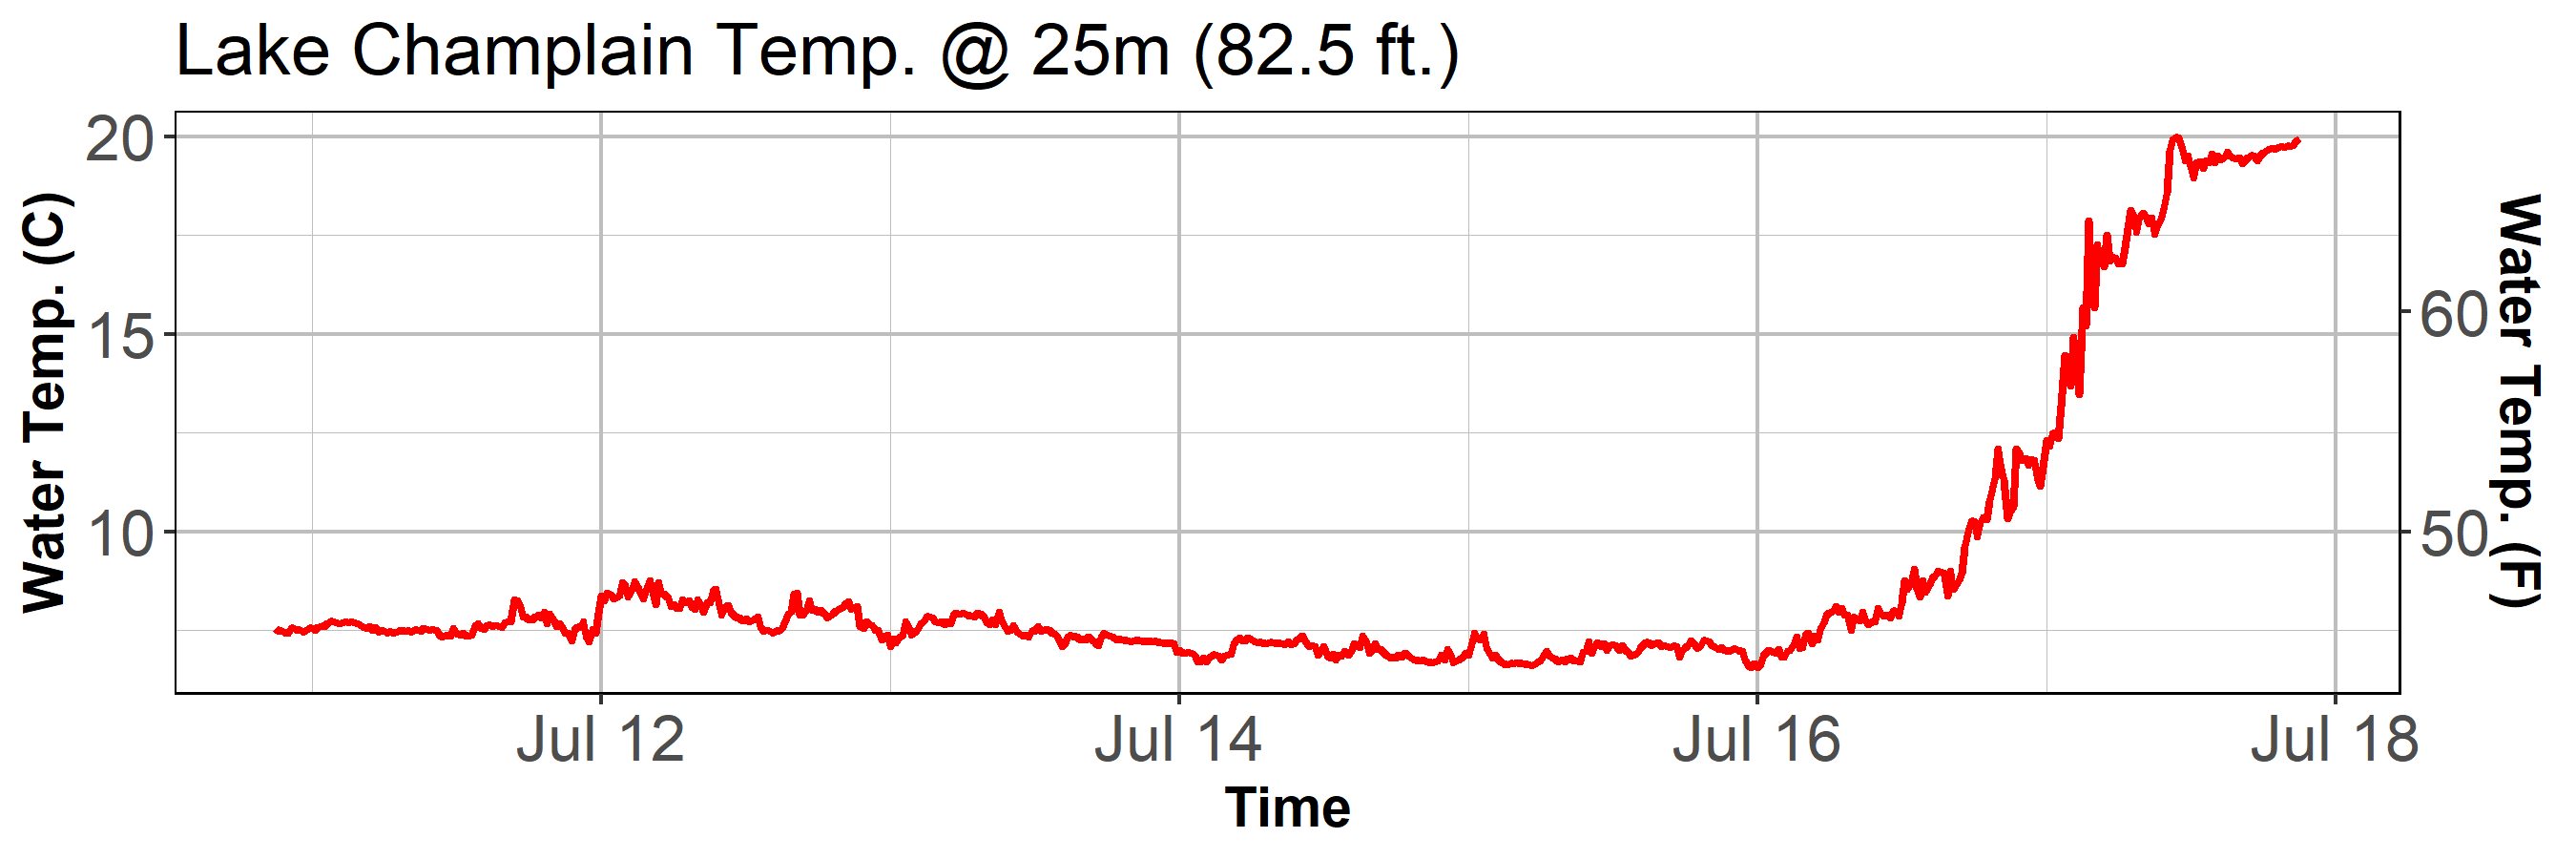 Lake Champlain Temp. @ 25m (82.5 ft.)
Water Temp. (C)
20
15
10
60
50
Water Temp. (F)
Jul 12
Jul 14
Jul 16
Jul 18
Time